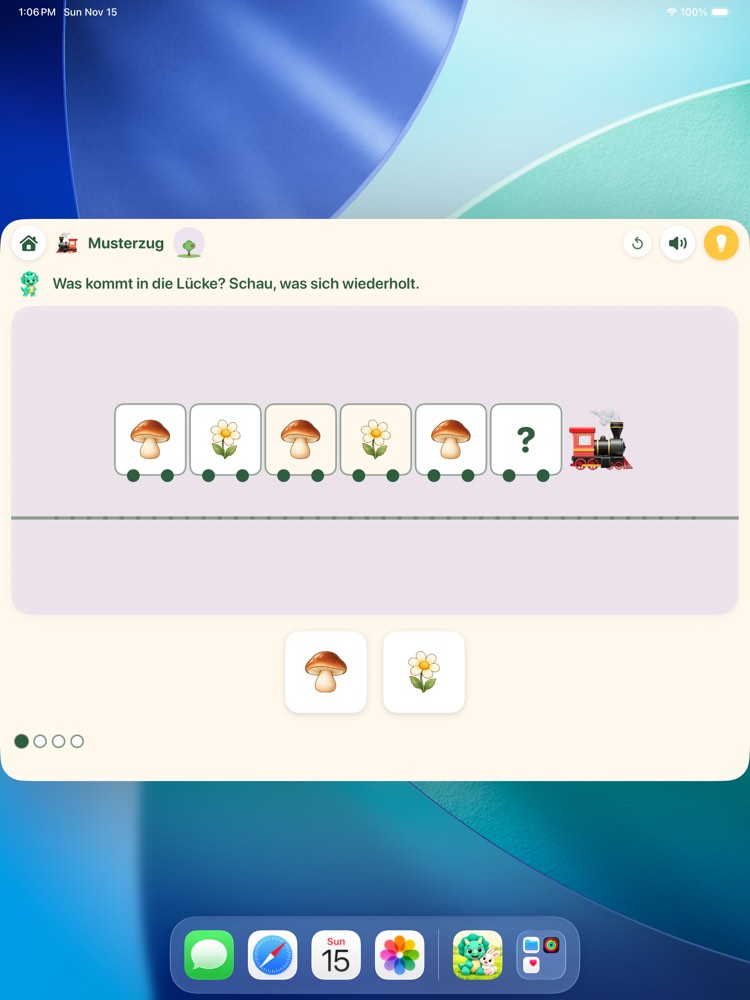 1:06 PM Sun Nov 15
100%
Musterzug
Was kommt in die Lücke? Schau, was sich wiederholt.
?
Sun
15